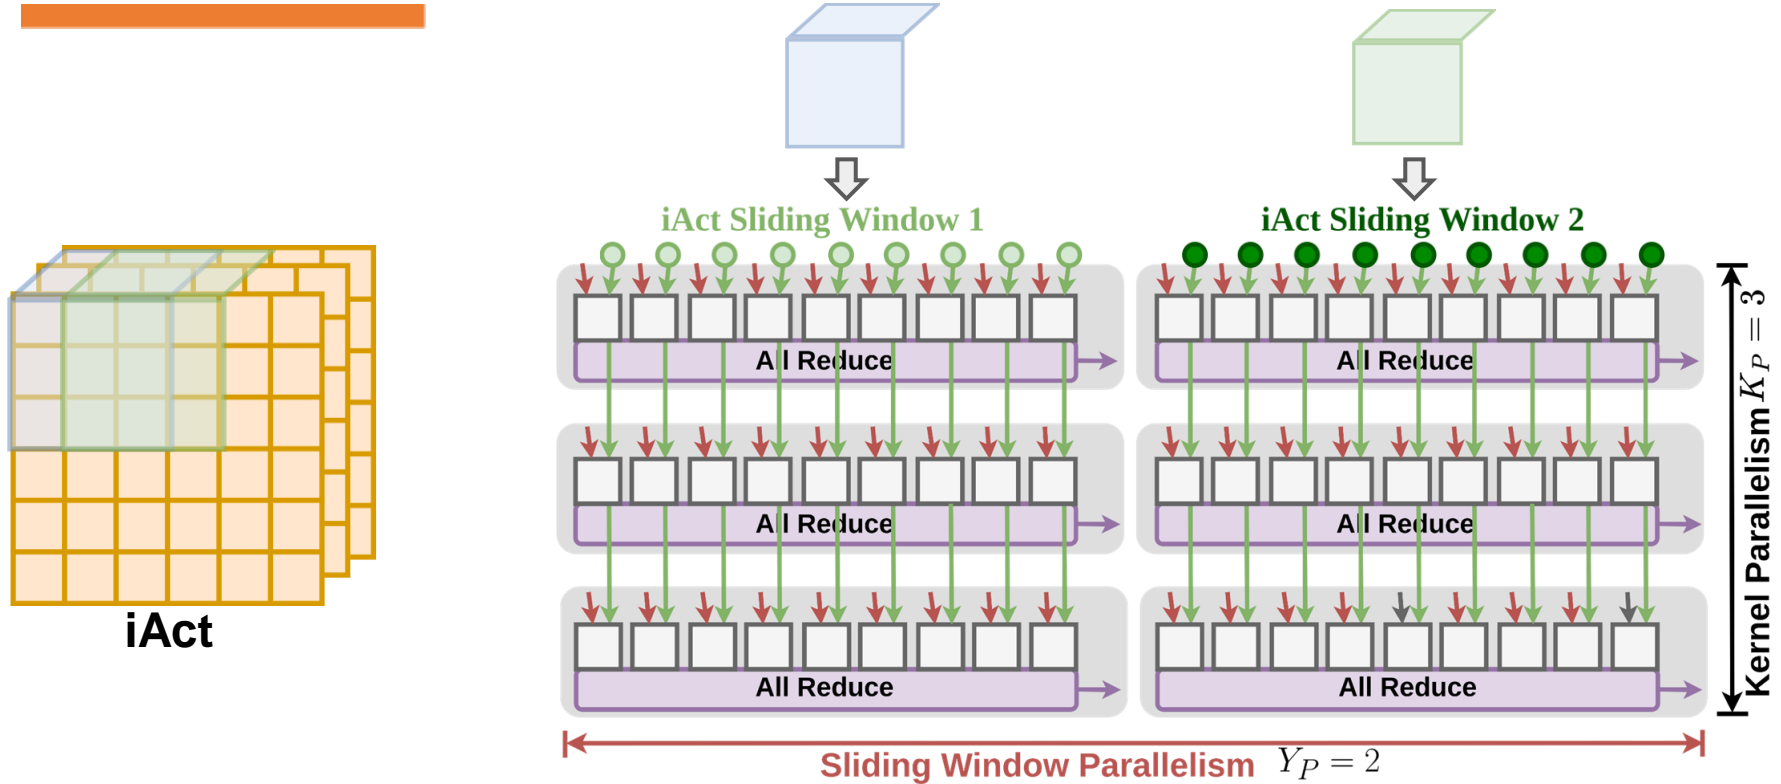 iAct Sliding Window 1
iAct Sliding Window 2
All Reduce
All Reduce
All Reduce
All Reduce
All Reduce
All Reduce
iAct
Kernel Parallelism K_P = 3
Sliding Window Parallelism Y_P = 2